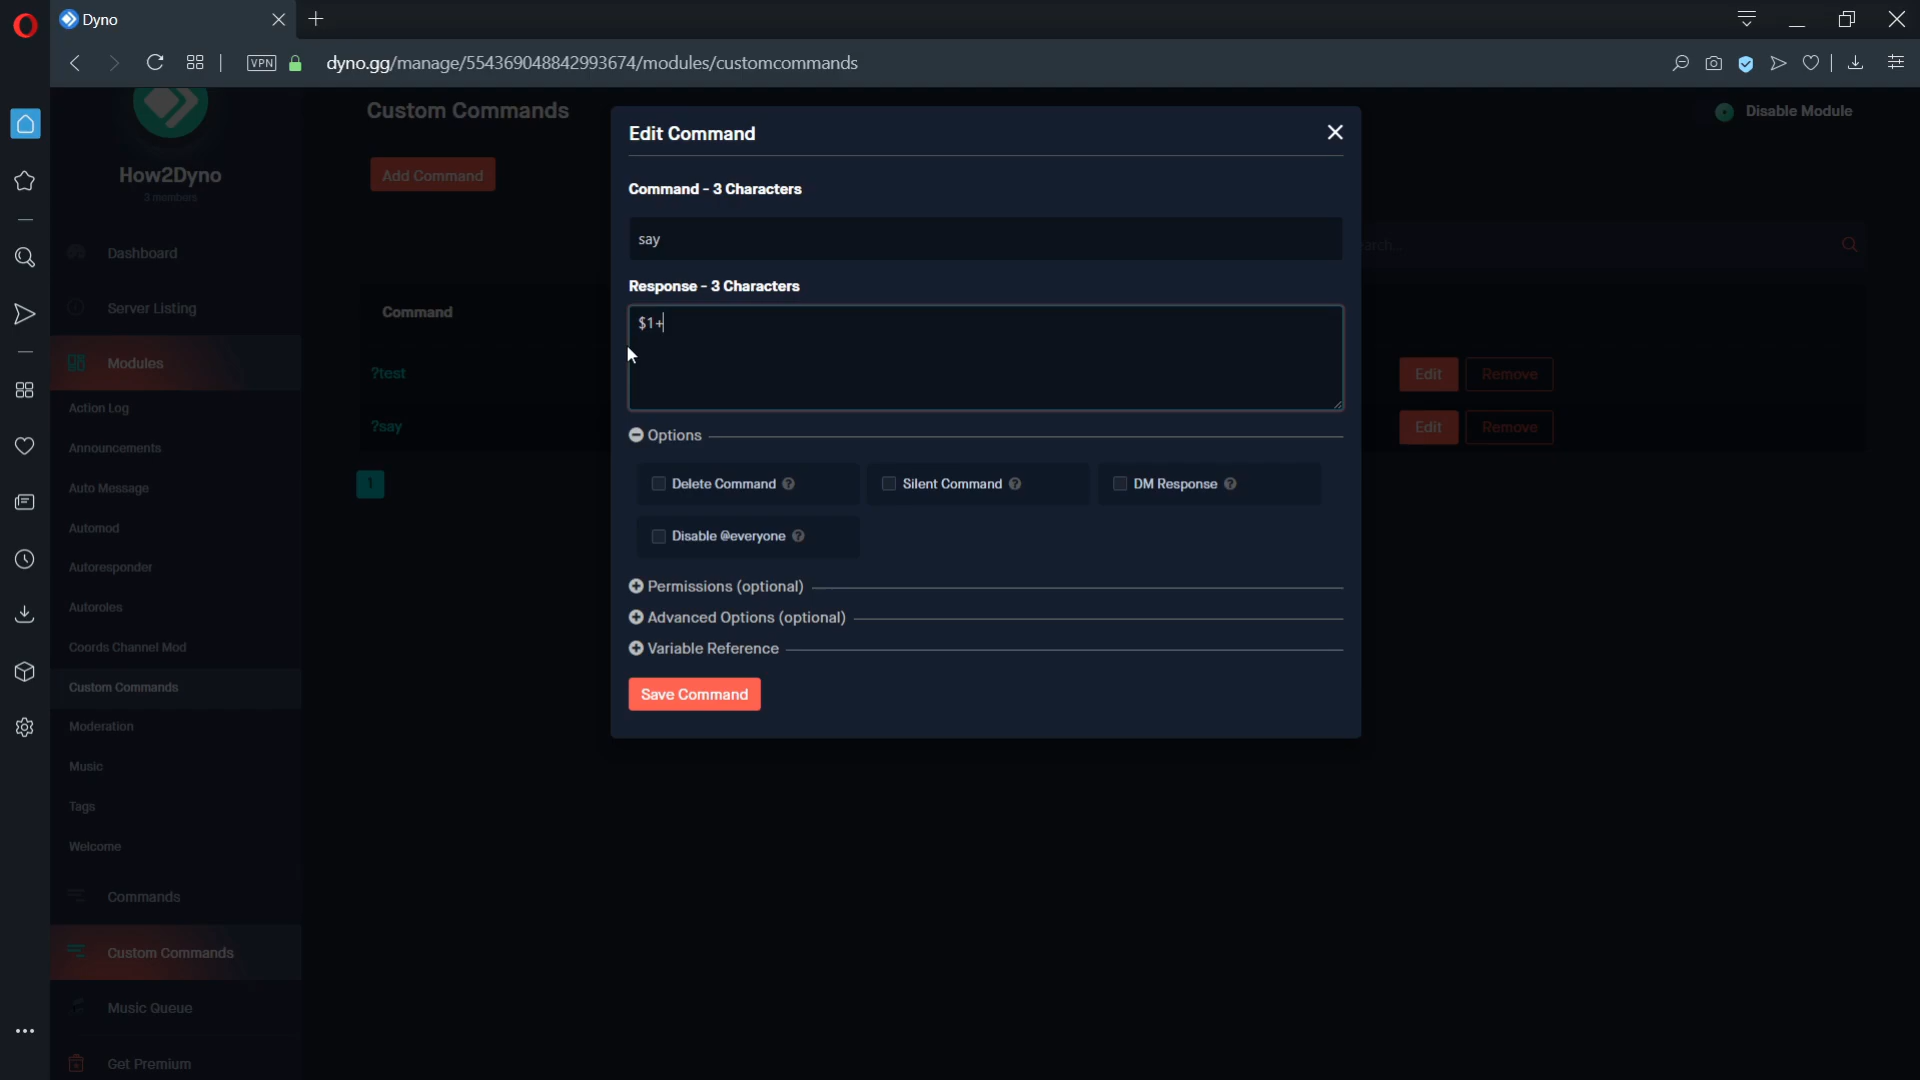 Dyno
VPN
dyno.gg/manage/554369048842993674/modules/customcommands
How2Dyno
3 members
Dashboard
Server Listing
Modules
Action Log
Announcements
Auto Message
Automod
Autoresponder
Autoroles
Coords Channel Mod
Custom Commands
Moderation
Music
Tags
Welcome
Commands
Custom Commands
Music Queue
Get Premium
Custom Commands
Disable Module
Add Command
Command
?test
Edit
Remove
?say
Edit
Remove
1
Edit Command
Command - 3 Characters
say
Response - 3 Characters
$1+
Options
Delete Command
Silent Command
DM Response
Disable @everyone
Permissions (optional)
Advanced Options (optional)
Variable Reference
Save Command